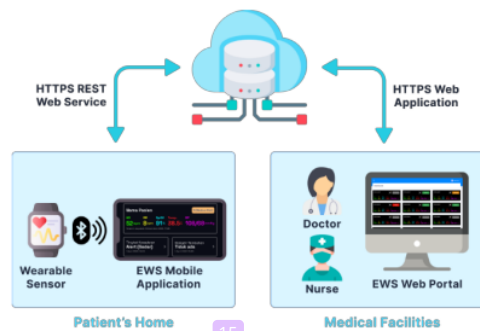 HTTPS REST
Web Service
HTTPS Web
Application
Wearable
Sensor
EWS Mobile
Application
Doctor
Nurse
EWS Web Portal
Patient's Home
15
Medical Facilities